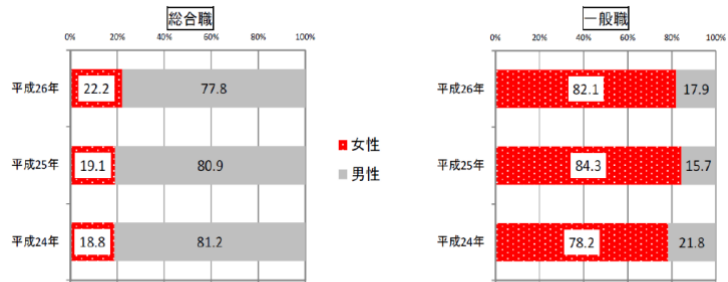 総合職
0% 20% 40% 60% 80% 100%
平成26年 22.2 77.8
平成25年 19.1 80.9
平成24年 18.8 81.2
女性
男性
一般職
0% 20% 40% 60% 80% 100%
平成26年 82.1 17.9
平成25年 84.3 15.7
平成24年 78.2 21.8